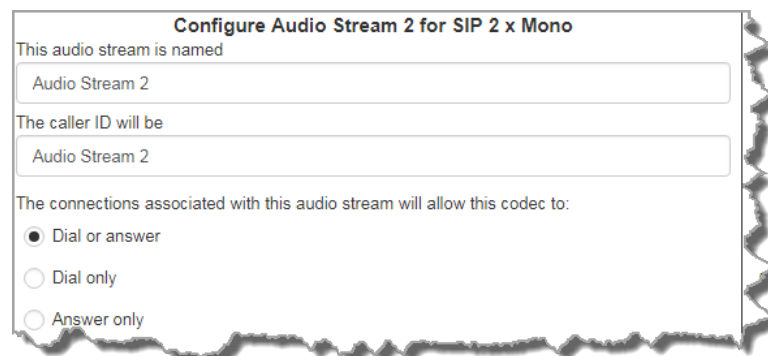 Configure Audio Stream 2 for SIP 2 x Mono
This audio stream is named
Audio Stream 2
The caller ID will be
Audio Stream 2
The connections associated with this audio stream will allow this codec to:
Dial or answer
Dial only
Answer only